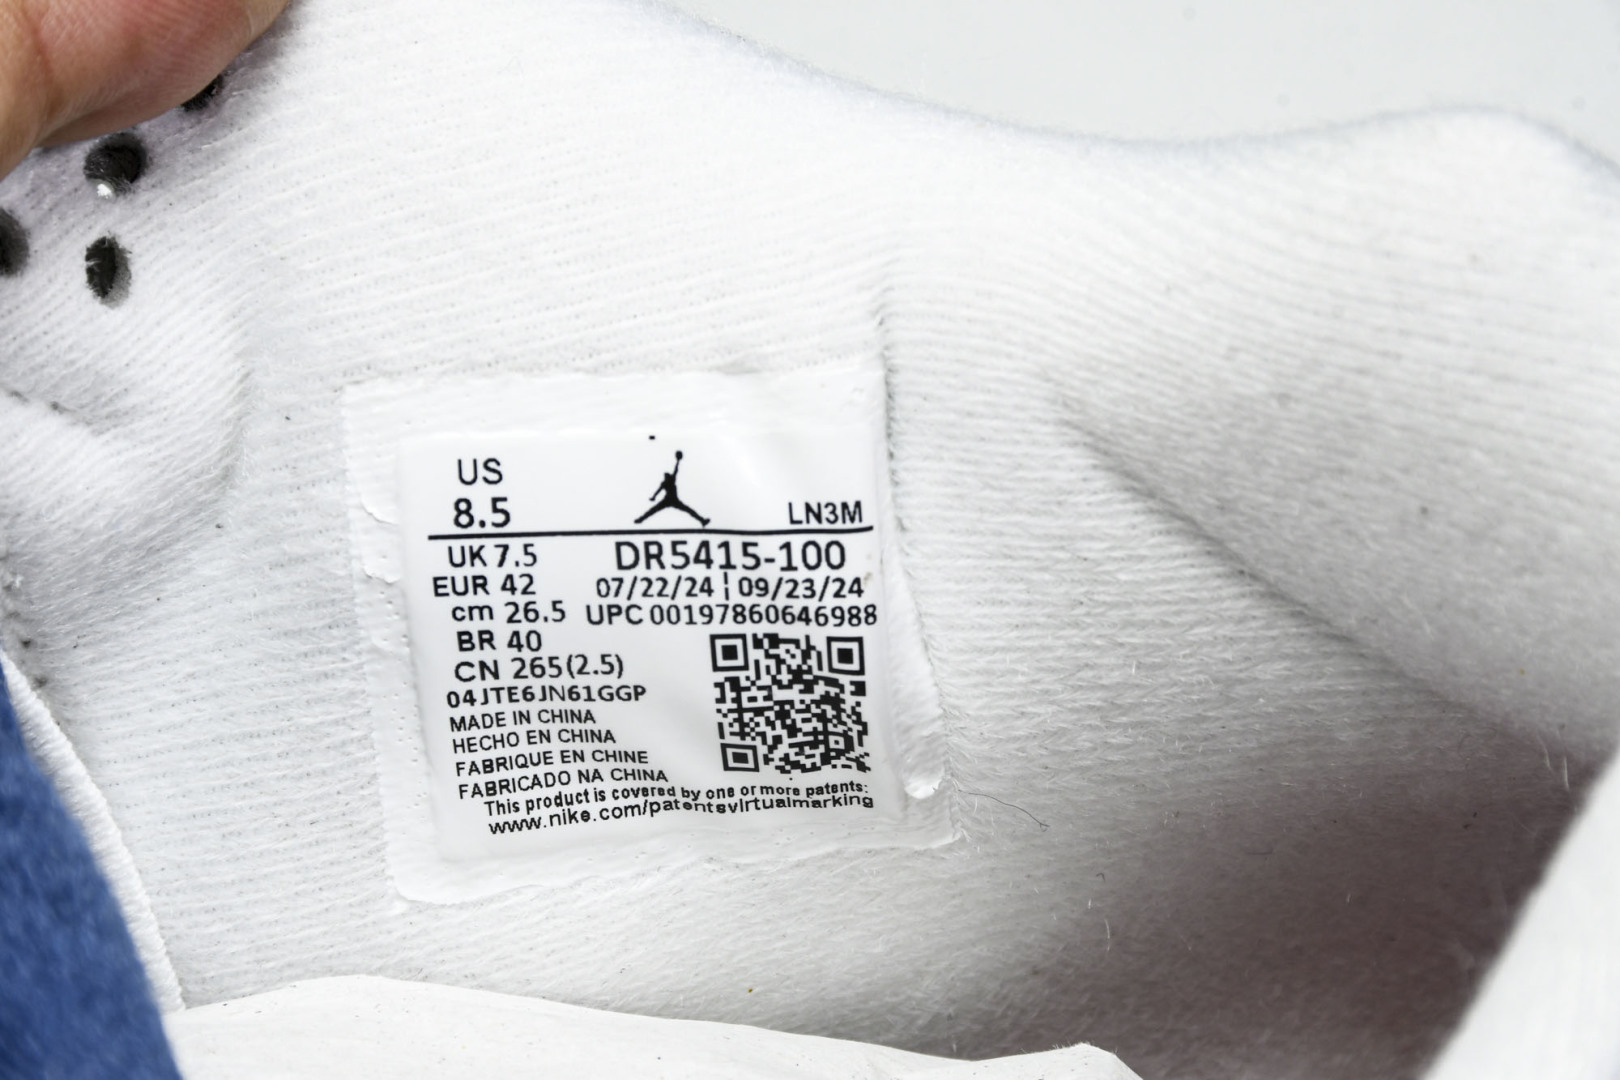 US
8.5
LN3M
UK 7.5
DR5415-100
EUR 42
07/22/24 | 09/23/24
cm 26.5
UPC 00197860646988
BR 40
CN 265(2.5)
04JTE6JN61GGP
MADE IN CHINA
HECHO EN CHINA
FABRIQUE EN CHINE
FABRICADO NA CHINA
This product is covered by one or more patents:
www.nike.com/patentsvirtualmarking